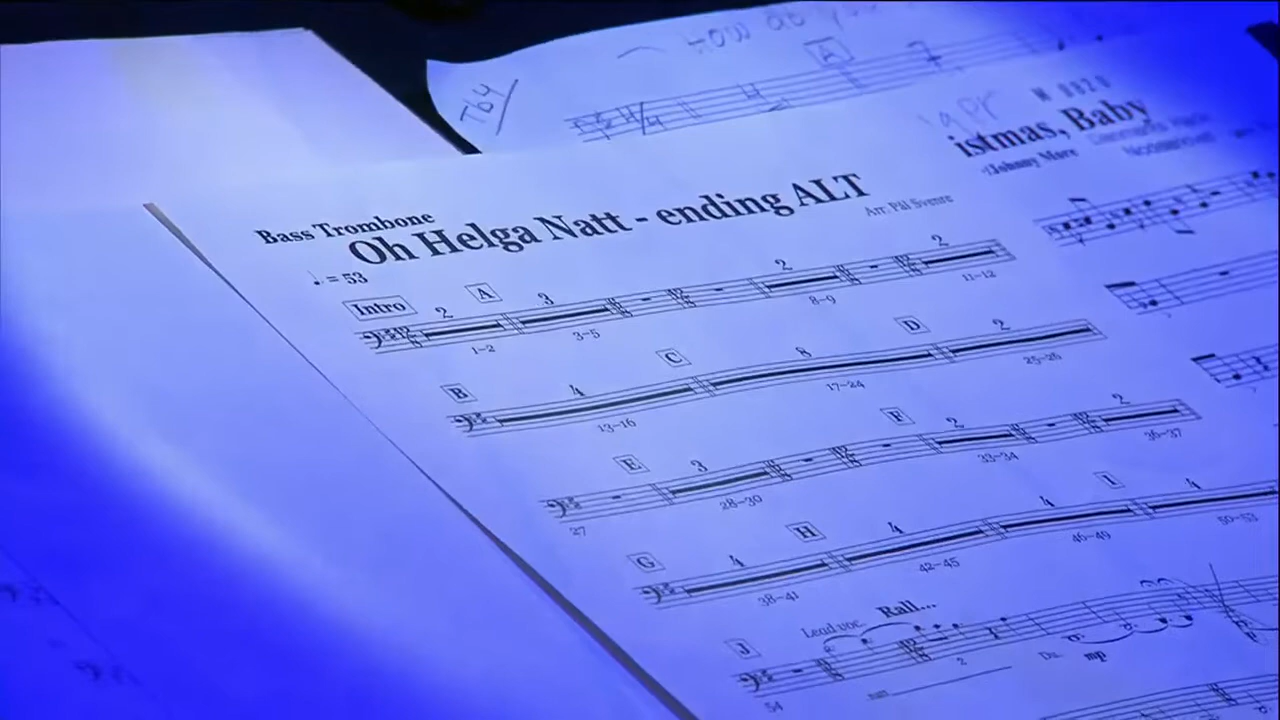 How
Tb4
A
istmas, Baby
Johnny More
Bass Trombone
Oh Helga Natt - ending ALT
Arr. Pål Svenre
♩. = 53
Intro
2 A 3 2 2
1-2 3-5 8-9 11-12
B 4 C 8 D 2
13-16 17-24 25-26
E 3 F 2 2
27 28-30 33-34 36-37
G 4 H 4 4 I 4
38-41 42-45 46-49 50-53
J Lead voc. Rall...
54 2 mp